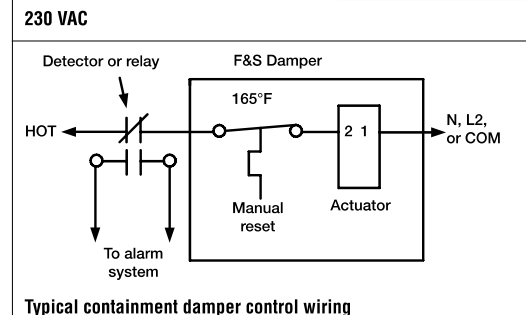 230 VAC
Detector or relay
F&S Damper
165°F
HOT
2 1
N, L2,
or COM
Manual
reset
Actuator
To alarm
system
Typical containment damper control wiring